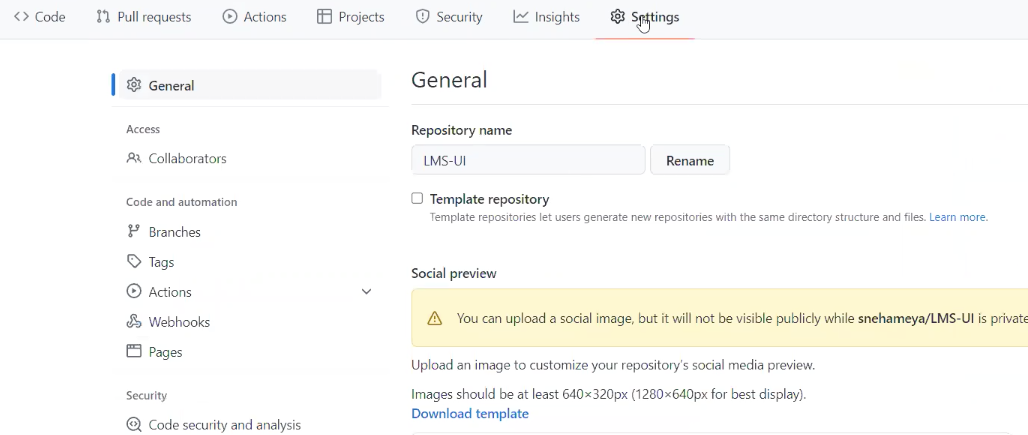 Code Pull requests Actions Projects Security Insights Settings
General
General
Access
Repository name
Collaborators
LMS-UI Rename
Code and automation
Template repository
Template repositories let users generate new repositories with the same directory structure and files. Learn more.
Branches
Tags
Social preview
Actions
You can upload a social image, but it will not be visible publicly while snehameya/LMS-UI is private
Webhooks
Pages
Upload an image to customize your repository's social media preview.
Security
Images should be at least 640×320px (1280×640px for best display).
Download template
Code security and analysis